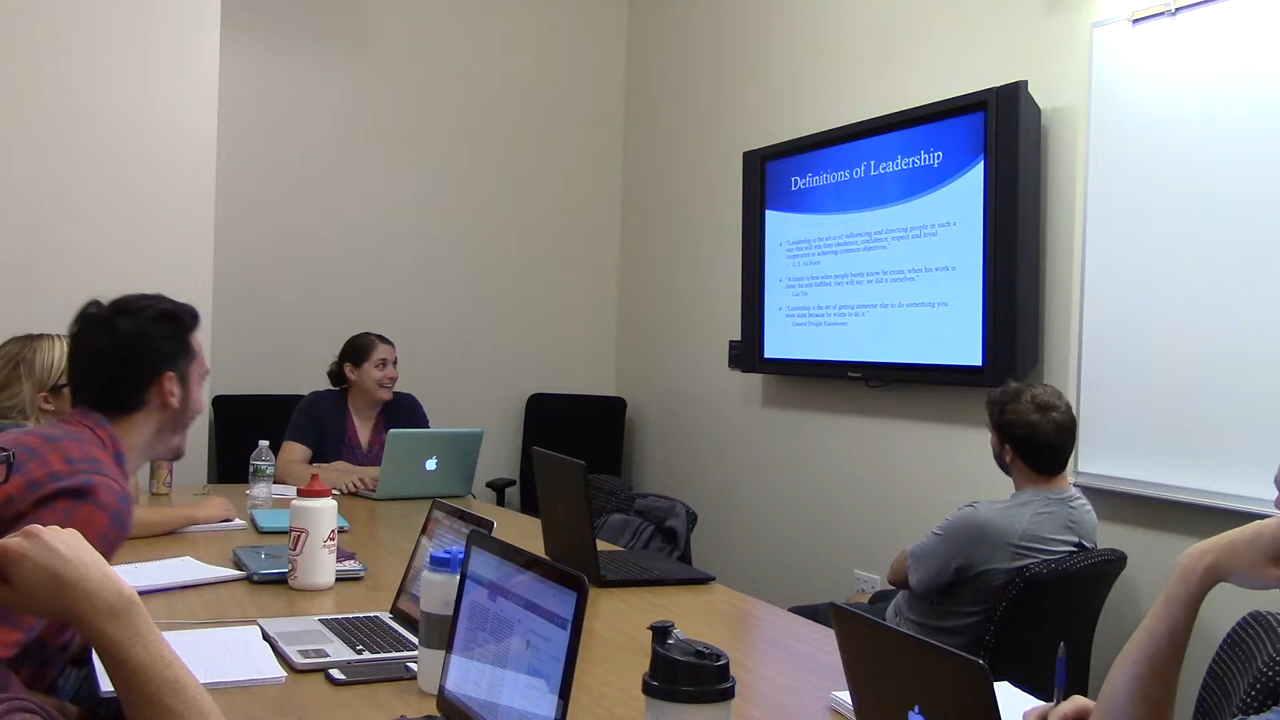 Definitions of Leadership
"Leadership is the art of influencing and directing people in such a
way that will win their obedience, confidence, respect and loyal
cooperation in achieving common objectives."
U. S. Air Force
"A leader is best when people barely know he exists, when his work is
done, his aim fulfilled, they will say: we did it ourselves."
Lao Tzu
"Leadership is the art of getting someone else to do something you
want done because he wants to do it."
General Dwight Eisenhower
Panasonic